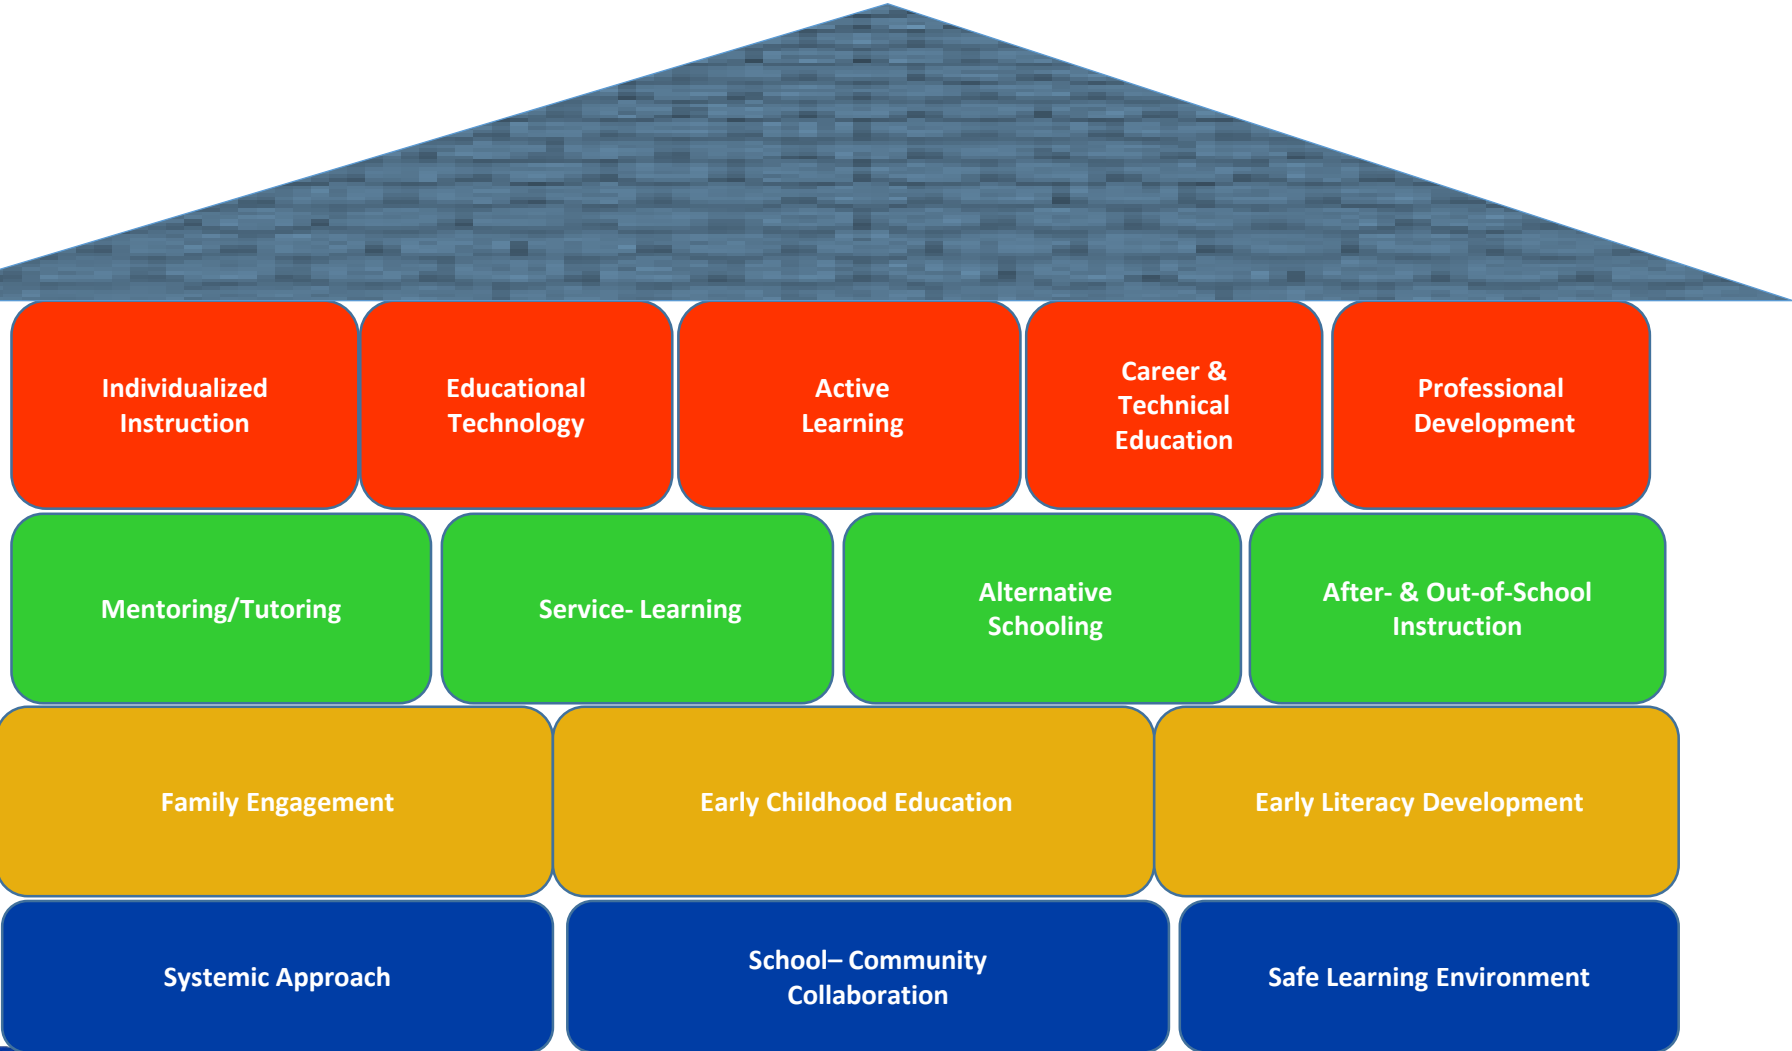 Individualized
Instruction
Educational
Technology
Active
Learning
Career &
Technical
Education
Professional
Development
Mentoring/Tutoring
Service- Learning
Alternative
Schooling
After- & Out-of-School
Instruction
Family Engagement
Early Childhood Education
Early Literacy Development
Systemic Approach
School– Community
Collaboration
Safe Learning Environment